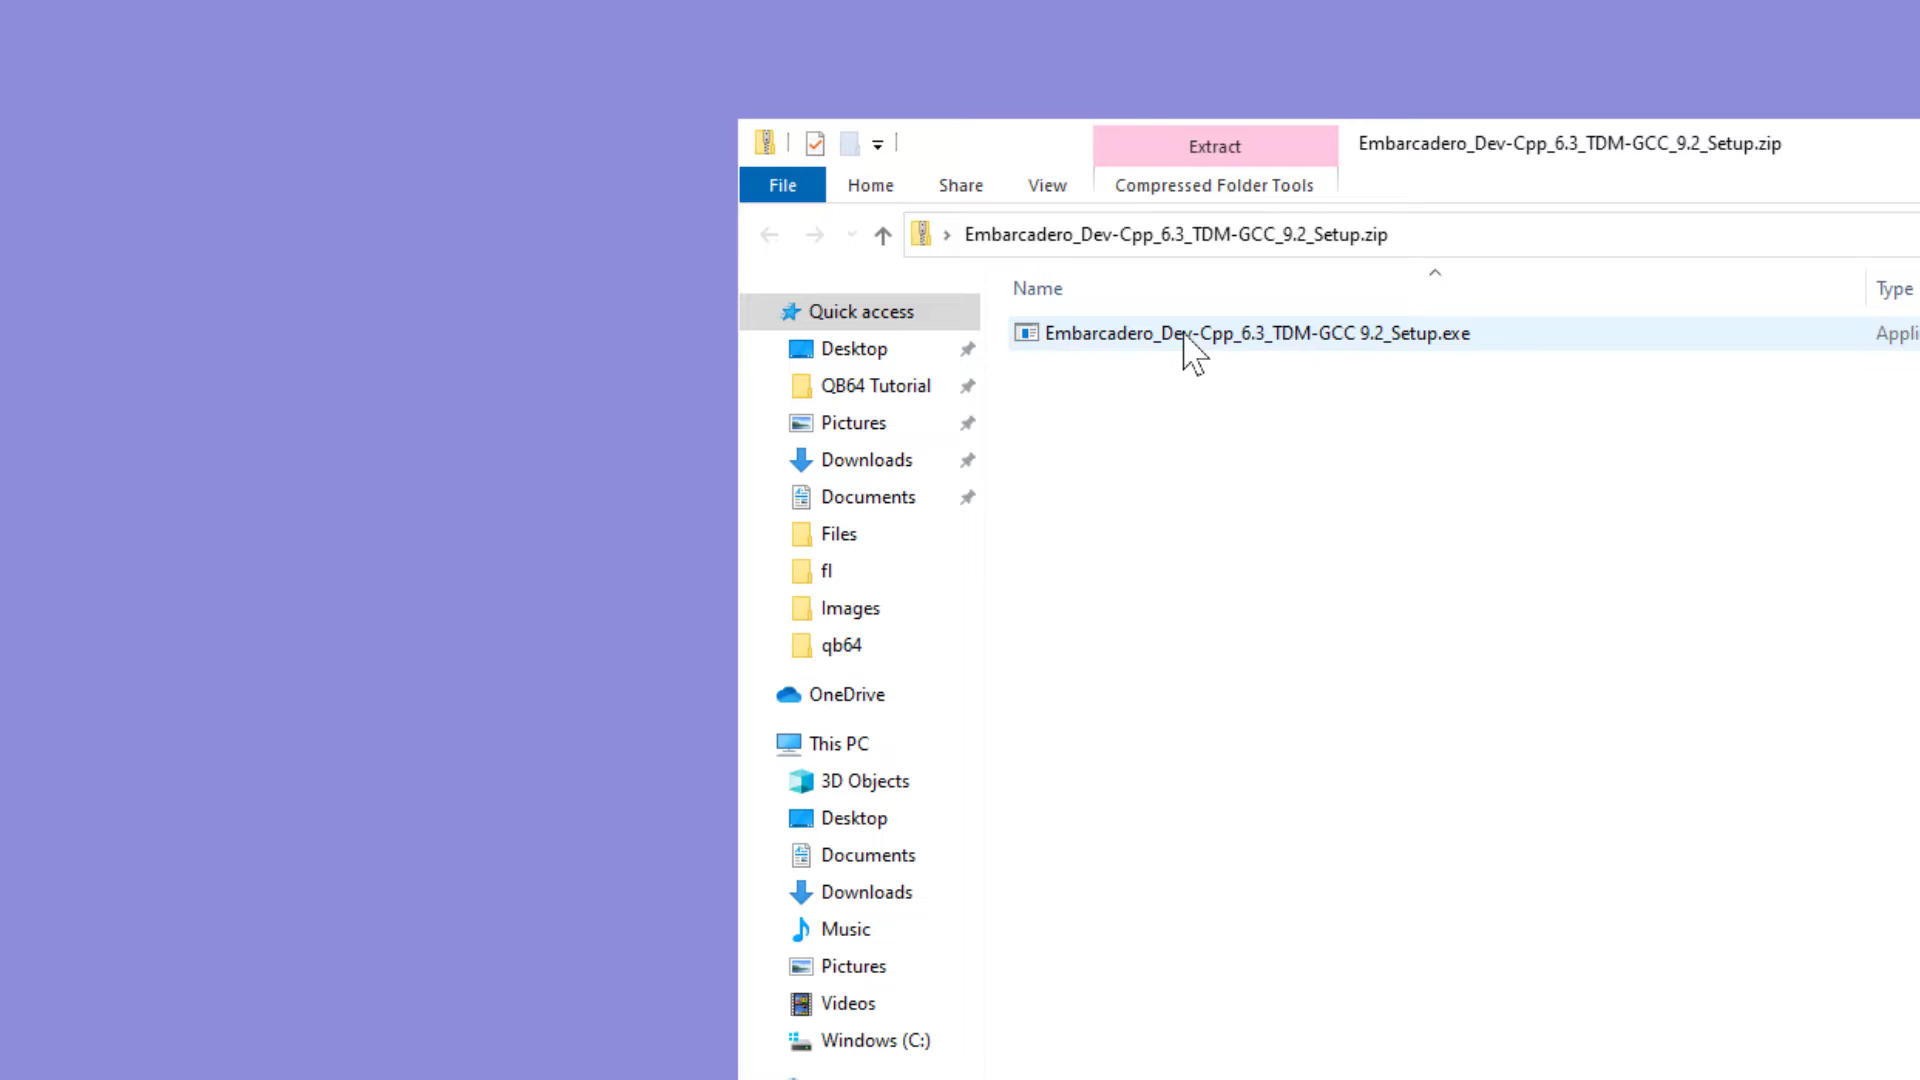 Extract
Embarcadero_Dev-Cpp_6.3_TDM-GCC_9.2_Setup.zip
File
Home
Share
View
Compressed Folder Tools
Embarcadero_Dev-Cpp_6.3_TDM-GCC_9.2_Setup.zip
Name
Type
Quick access
Embarcadero_Dev-Cpp_6.3_TDM-GCC 9.2_Setup.exe
Appli
Desktop
QB64 Tutorial
Pictures
Downloads
Documents
Files
fl
Images
qb64
OneDrive
This PC
3D Objects
Desktop
Documents
Downloads
Music
Pictures
Videos
Windows (C:)